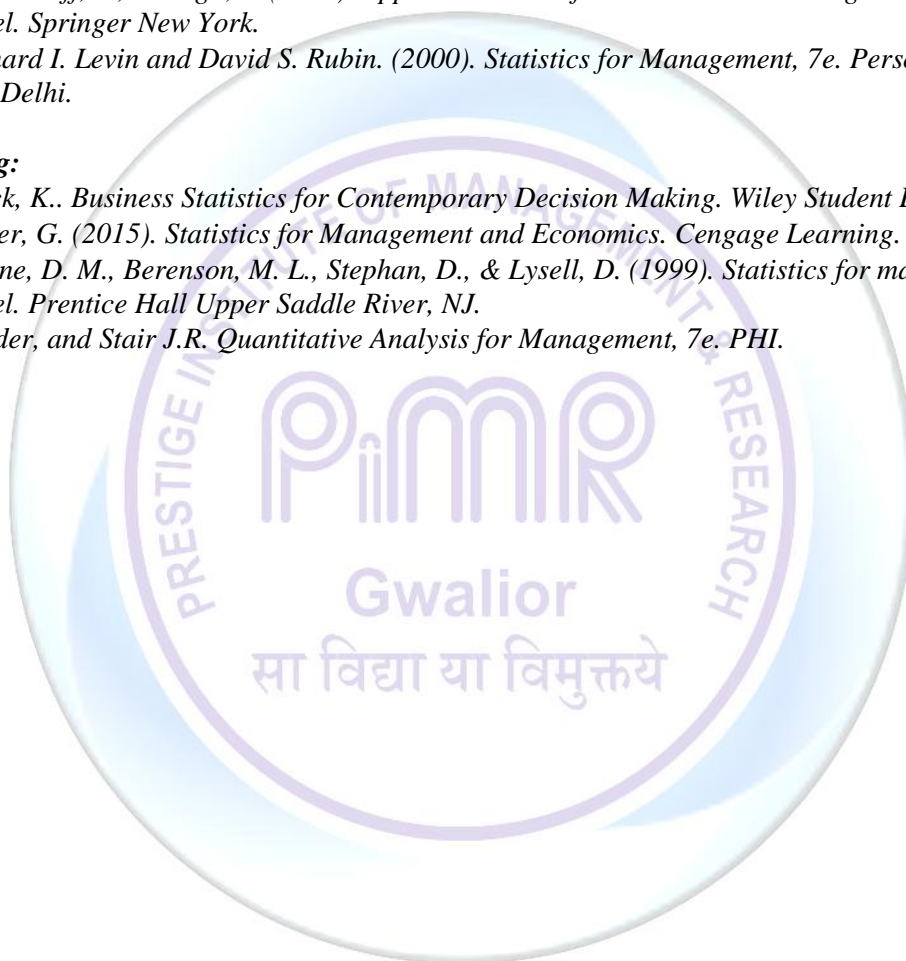 el. Springer New York.
ard I. Levin and David S. Rubin. (2000). Statistics for Management, 7e. Perso
Delhi.
g:
ck, K.. Business Statistics for Contemporary Decision Making. Wiley Student
er, G. (2015). Statistics for Management and Economics. Cengage Learning.
ne, D. M., Berenson, M. L., Stephan, D., & Lysell, D. (1999). Statistics for ma
el. Prentice Hall Upper Saddle River, NJ.
der, and Stair J.R. Quantitative Analysis for Management, 7e. PHI.
PRESTIGE INSTITUTE OF MANAGEMENT & RESEARCH
PiMR
Gwalior
सा विद्या या विमुक्तये